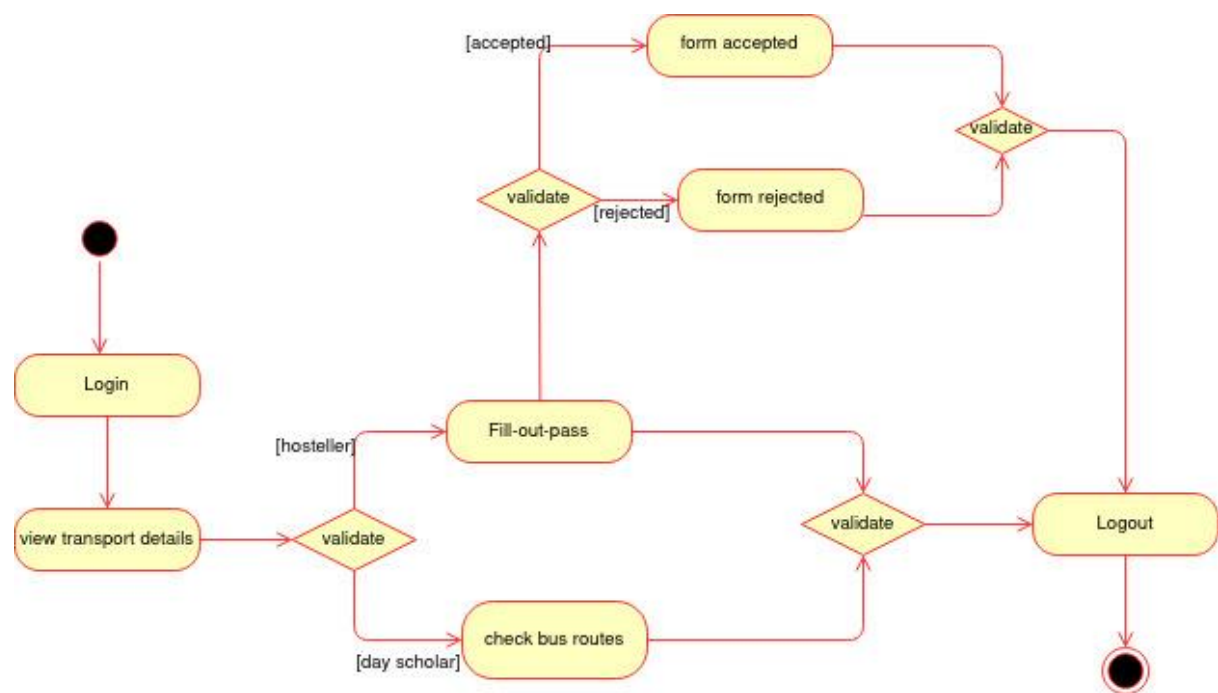 [accepted]
form accepted
validate
validate
[rejected]
form rejected
Login
[hosteller]
Fill-out-pass
view transport details
validate
validate
Logout
check bus routes
[day scholar]